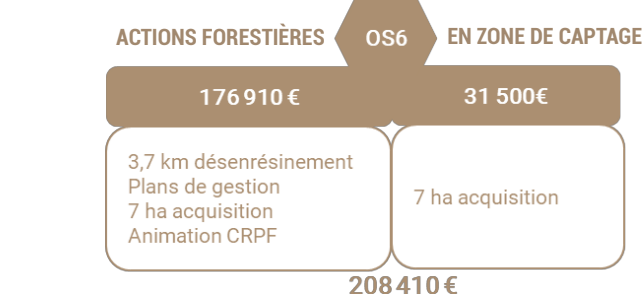 ACTIONS FORESTIÈRES
OS6
EN ZONE DE CAPTAGE
176 910 €
31 500€
3,7 km désenrésinement
Plans de gestion
7 ha acquisition
Animation CRPF
7 ha acquisition
208 410 €